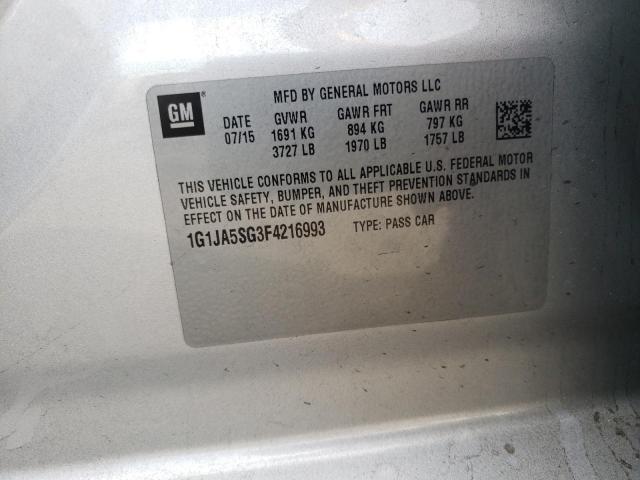 MFD BY GENERAL MOTORS LLC
GM
DATE GVWR GAWR FRT GAWR RR
07/15 1691 KG 894 KG 797 KG
3727 LB 1970 LB 1757 LB
THIS VEHICLE CONFORMS TO ALL APPLICABLE U.S. FEDERAL MOTOR
VEHICLE SAFETY, BUMPER, AND THEFT PREVENTION STANDARDS IN
EFFECT ON THE DATE OF MANUFACTURE SHOWN ABOVE.
1G1JA5SG3F4216993 TYPE: PASS CAR